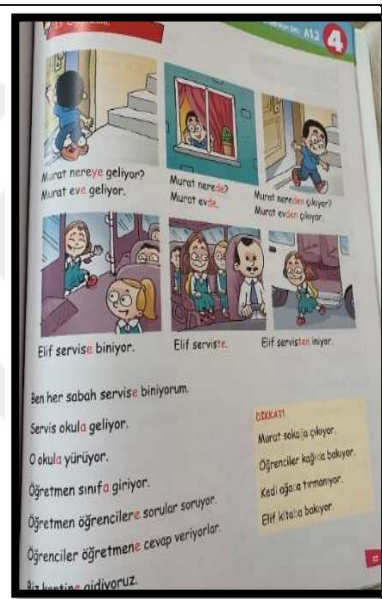 A1.2
4
Murat nereye geliyor?
Murat eve geliyor.
Murat nerede?
Murat evde.
Murat nereden çıkıyor?
Murat evden çıkıyor.
Elif servise biniyor.
Elif serviste.
Elif servisten iniyor.
Ben her sabah servise biniyorum.
Servis okula geliyor.
O okula yürüyor.
Öğretmen sınıfa giriyor.
Öğretmen öğrencilere sorular soruyor.
Öğrenciler öğretmene cevap veriyorlar.
Biz kantine gidiyoruz.
DİKKAT!
Murat sokağa çıkıyor.
Öğrenciler kağıda bakıyor.
Kedi ağaca tırmanıyor.
Elif kitaba bakıyor.